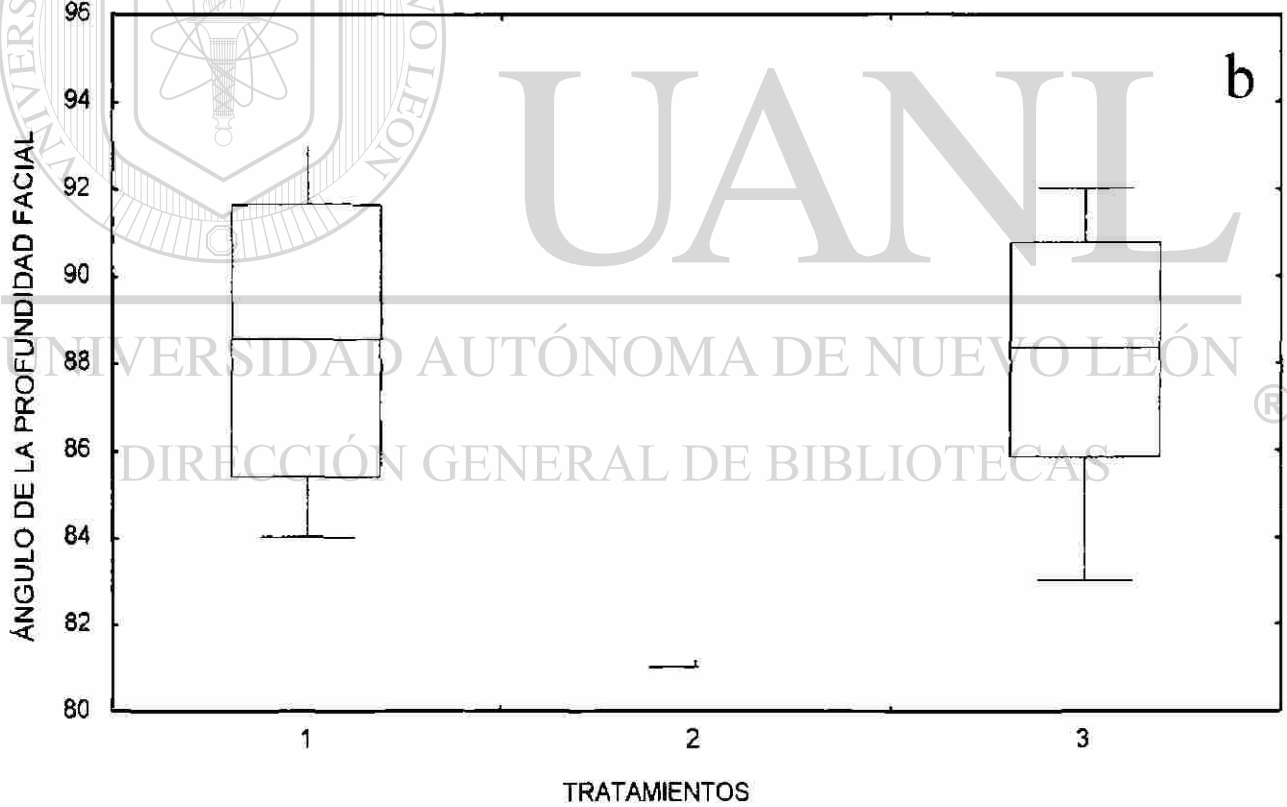 96
94
92
90
88
86
84
82
80
ÁNGULO DE LA PROFUNDIDAD FACIAL
b
UANL
UNIVERSIDAD AUTÓNOMA DE NUEVO LEÓN
®
DIRECCIÓN GENERAL DE BIBLIOTECAS
1 2 3
TRATAMIENTOS